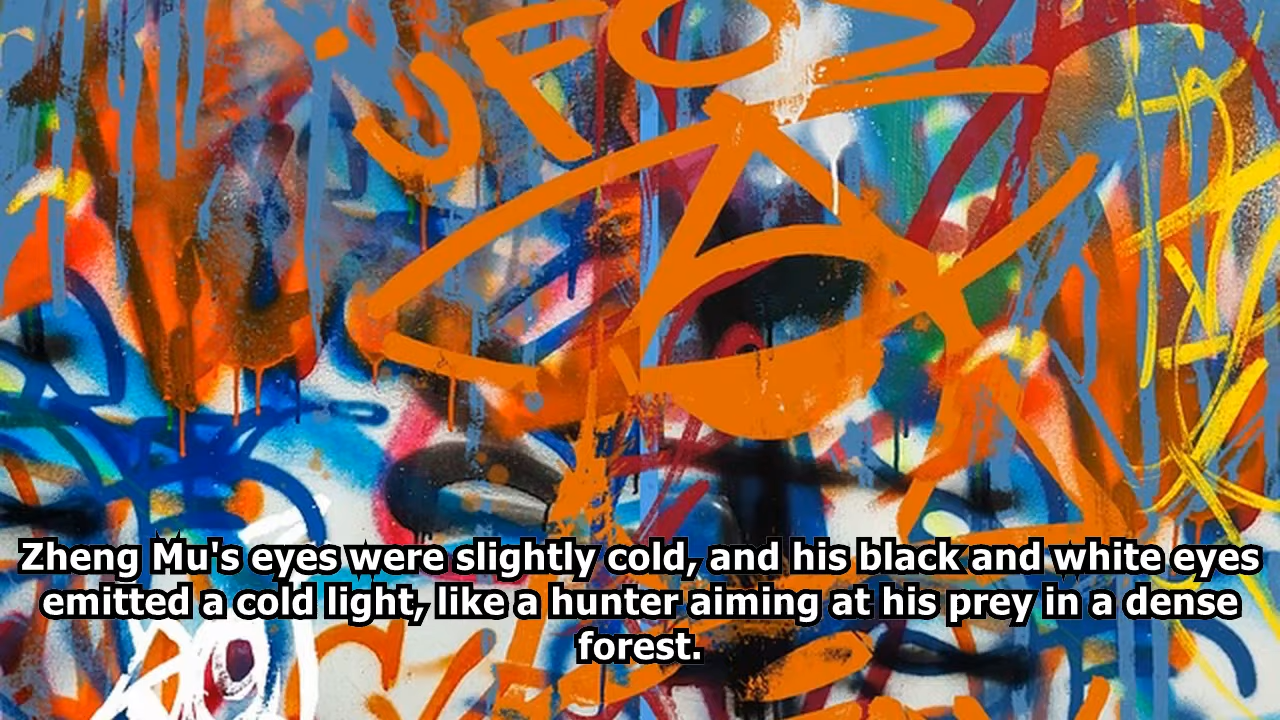 Zheng Mu's eyes were slightly cold, and his black and white eyes
emitted a cold light, like a hunter aiming at his prey in a dense
forest.